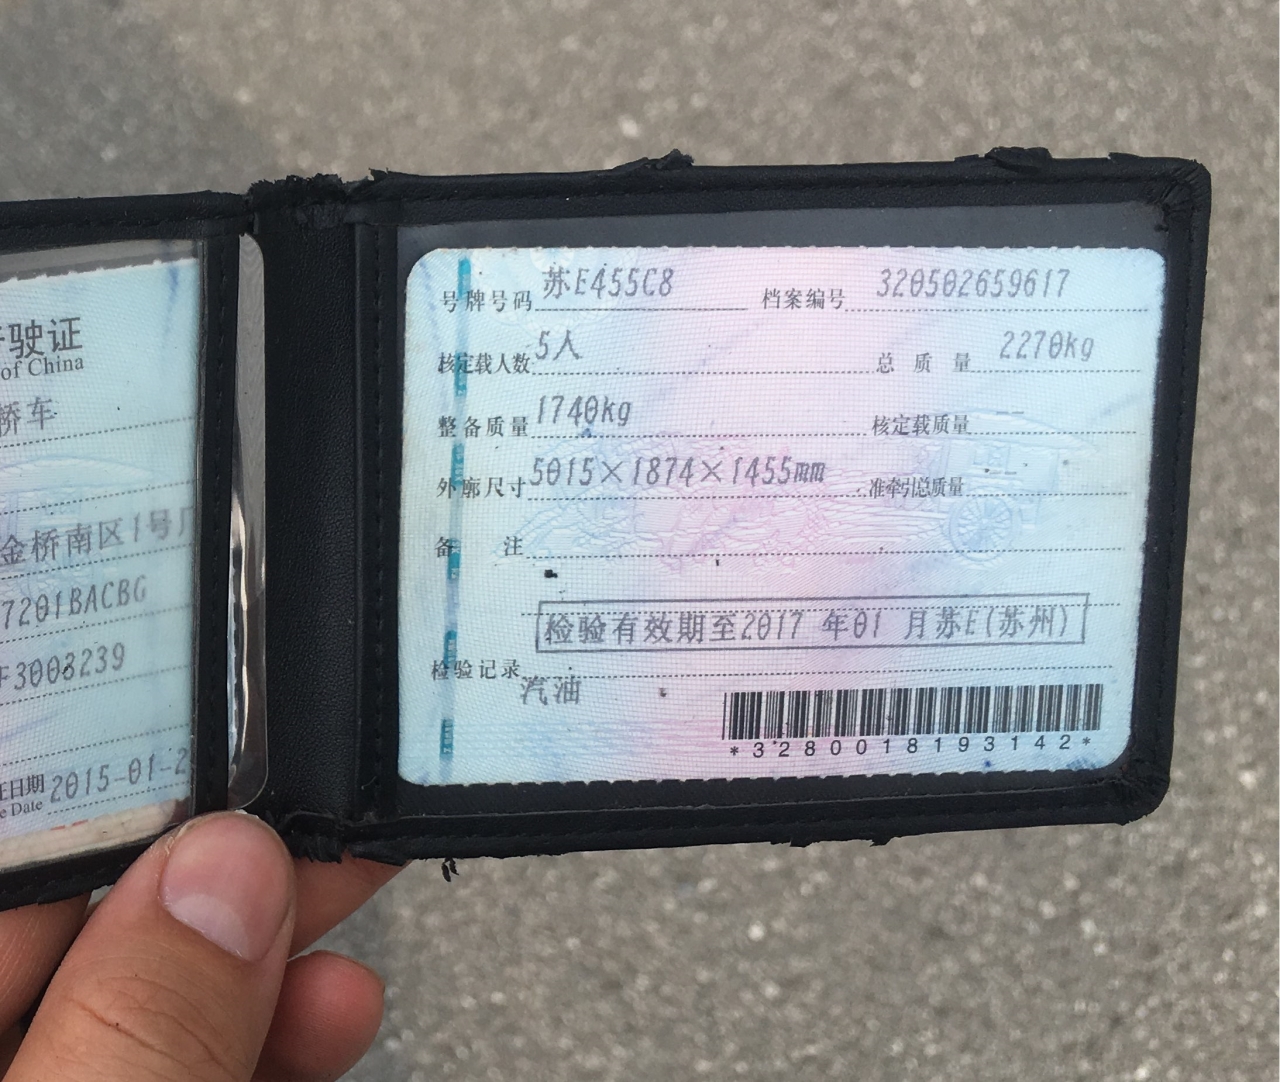 驶证
of China
桥车
金桥南区1号
7201BACBG
F3003239
日期 2015-01-2
Date
号牌号码 苏E455C8 档案编号 320502659617
核定载人数 5人 总质量 2270kg
整备质量 1740kg 核定载质量 --
外廓尺寸 5015×1874×1455mm 准牵引总质量 --
备注
检验有效期至2017 年01 月苏E(苏州)
检验记录
汽油
*3280018193142*